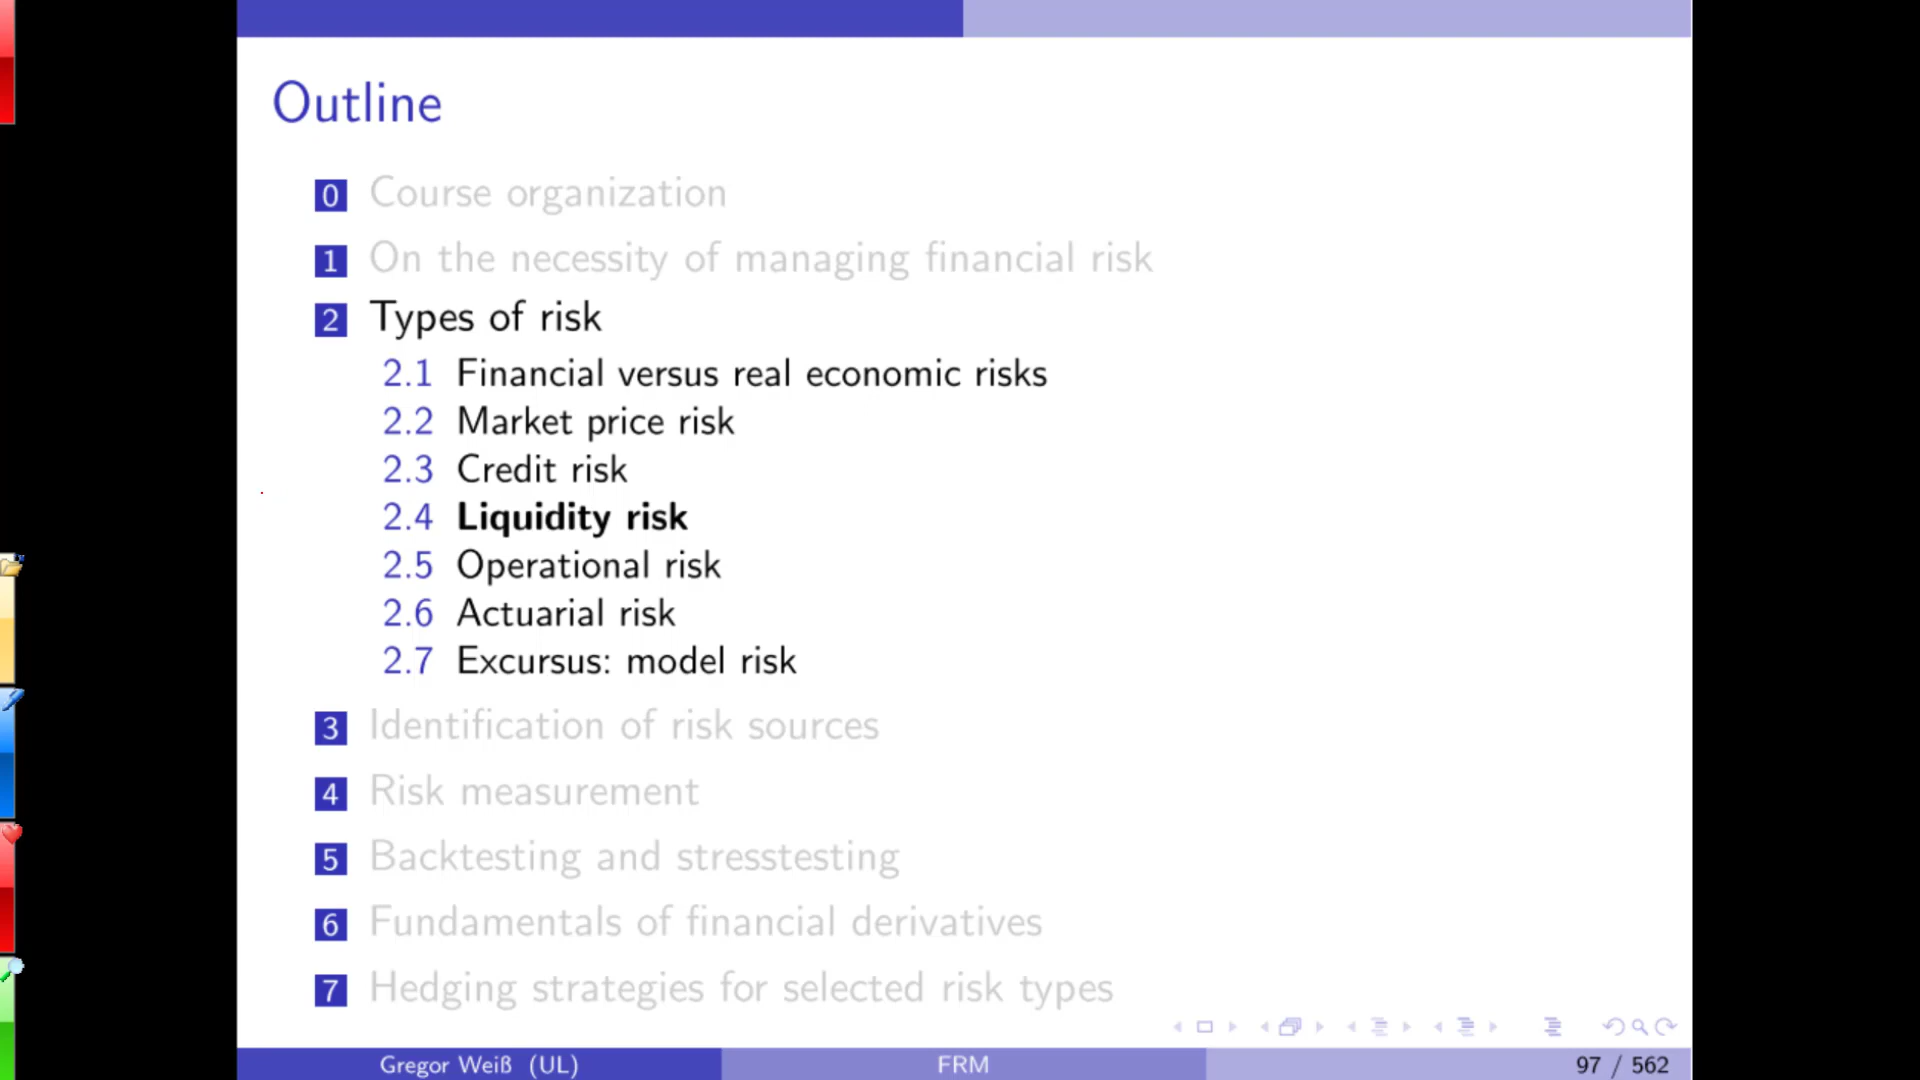 Outline
0 Course organization
1 On the necessity of managing financial risk
2 Types of risk
2.1 Financial versus real economic risks
2.2 Market price risk
2.3 Credit risk
2.4 Liquidity risk
2.5 Operational risk
2.6 Actuarial risk
2.7 Excursus: model risk
3 Identification of risk sources
4 Risk measurement
5 Backtesting and stresstesting
6 Fundamentals of financial derivatives
7 Hedging strategies for selected risk types
Gregor Weiß (UL) FRM 97 / 562